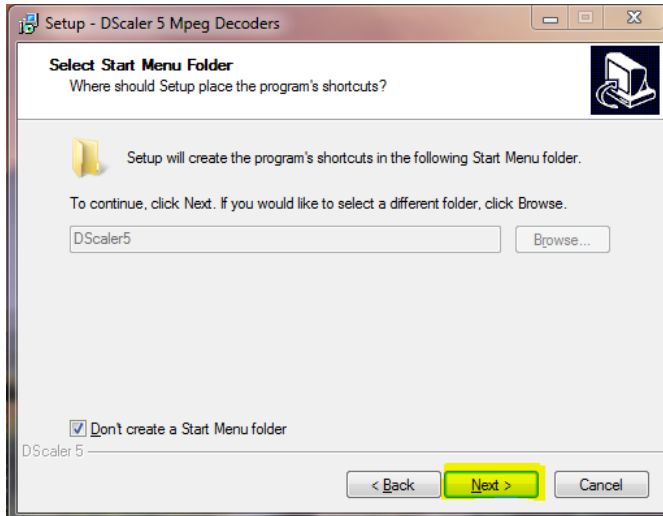 Setup - DScaler 5 Mpeg Decoders
Select Start Menu Folder
Where should Setup place the program's shortcuts?
Setup will create the program's shortcuts in the following Start Menu folder.
To continue, click Next. If you would like to select a different folder, click Browse.
DScaler5
Browse...
Don't create a Start Menu folder
DScaler 5
< Back
Next >
Cancel